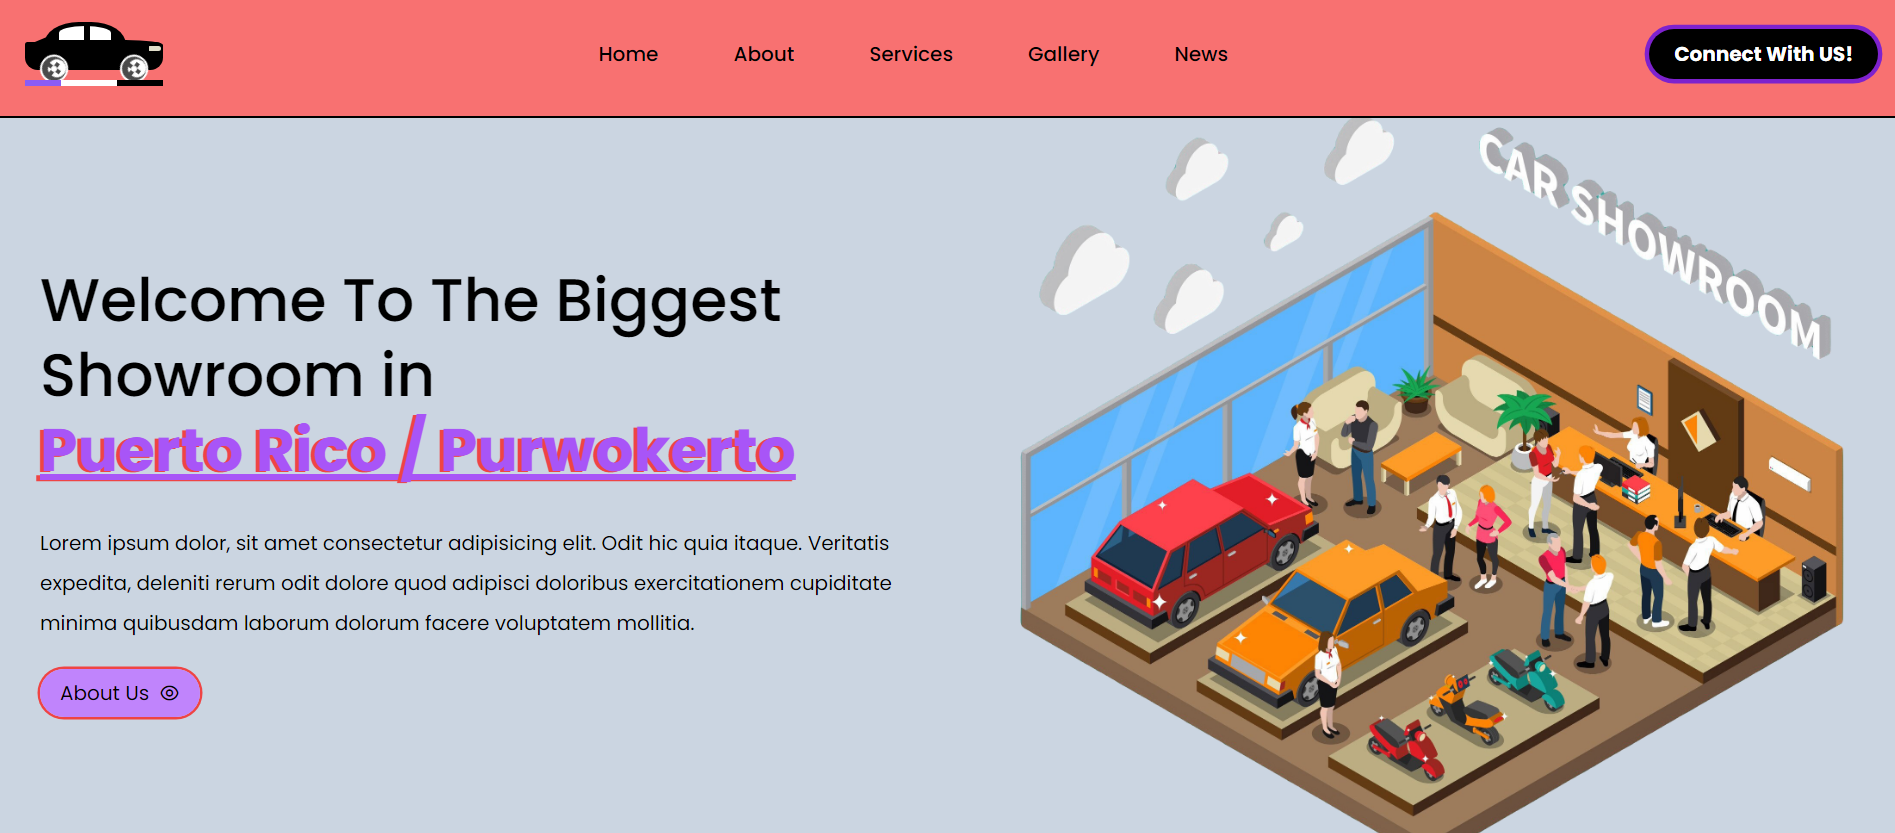 Home
About
Services
Gallery
News
Connect With US!
CAR SHOWROOM
Welcome To The Biggest
Showroom in
Puerto Rico / Purwokerto
Lorem ipsum dolor, sit amet consectetur adipisicing elit. Odit hic quia itaque. Veritatis
expedita, deleniti rerum odit dolore quod adipisci doloribus exercitationem cupiditate
minima quibusdam laborum dolorum facere voluptatem mollitia.
About Us